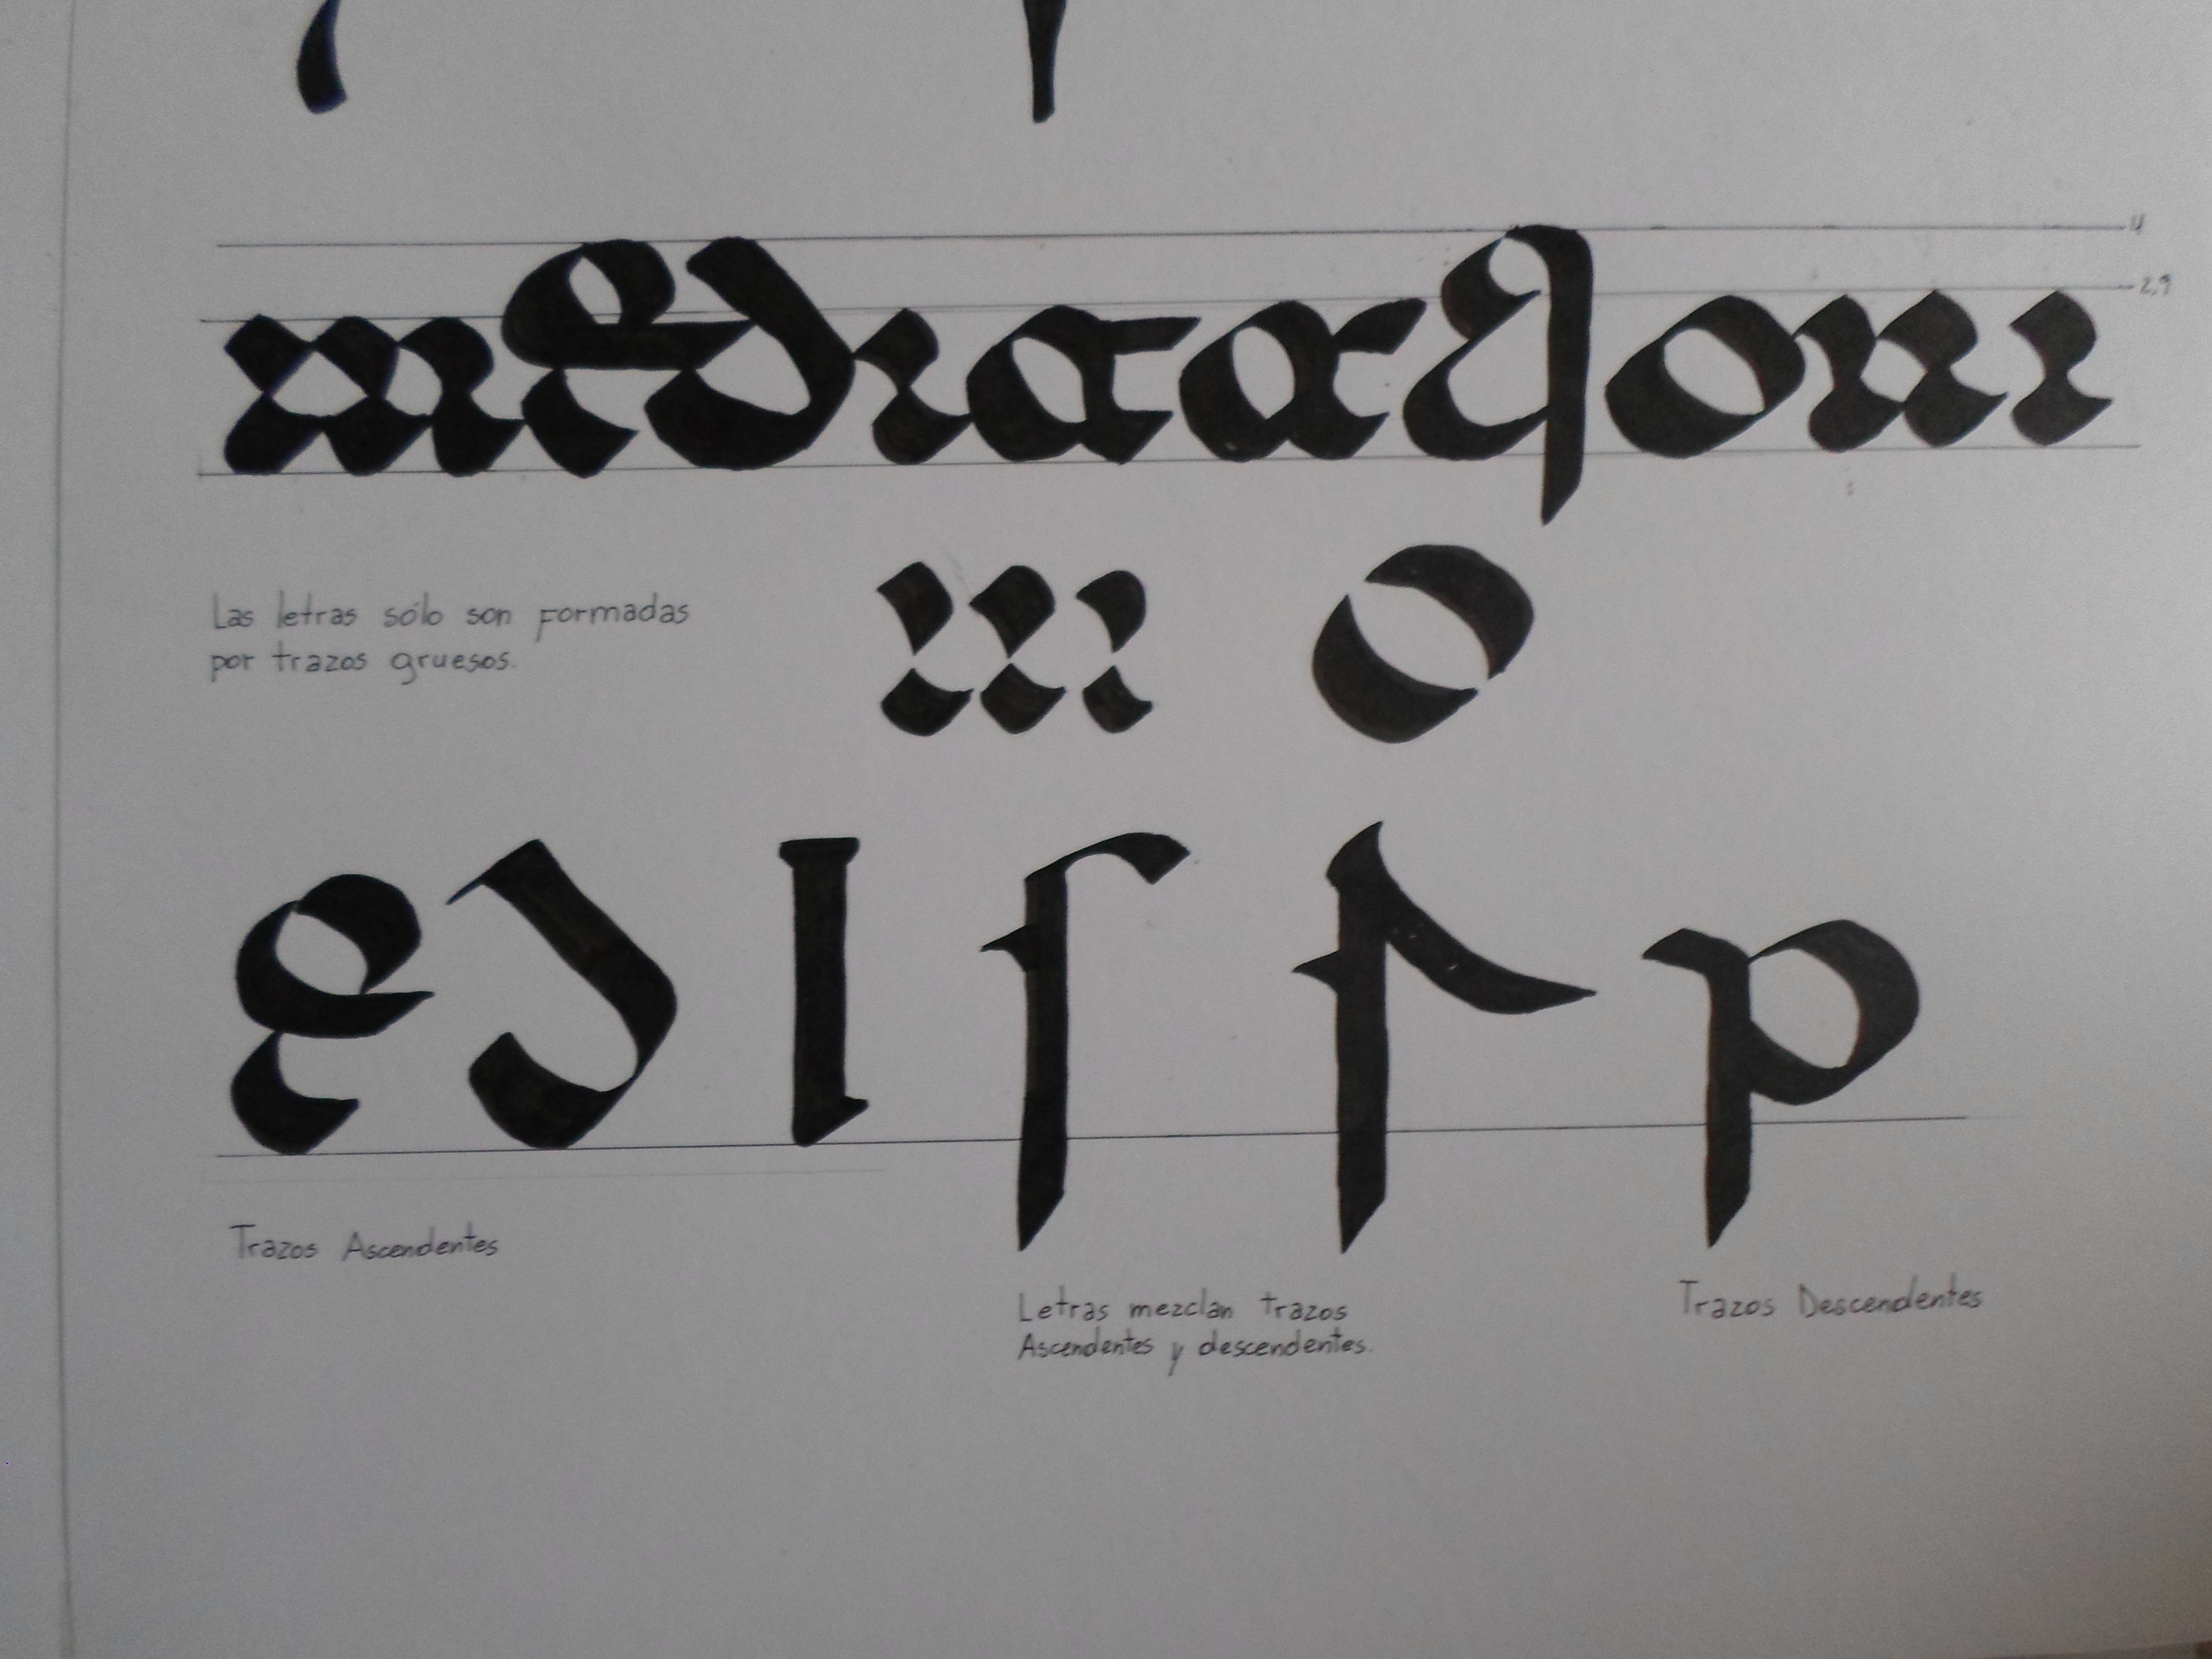 4
2,9
Las letras sólo son formadas
por trazos gruesos.
m o
e d l ſ
p
Trazos Ascendentes
Letras mezclan trazos
Ascendentes y descendentes.
Trazos Descendentes